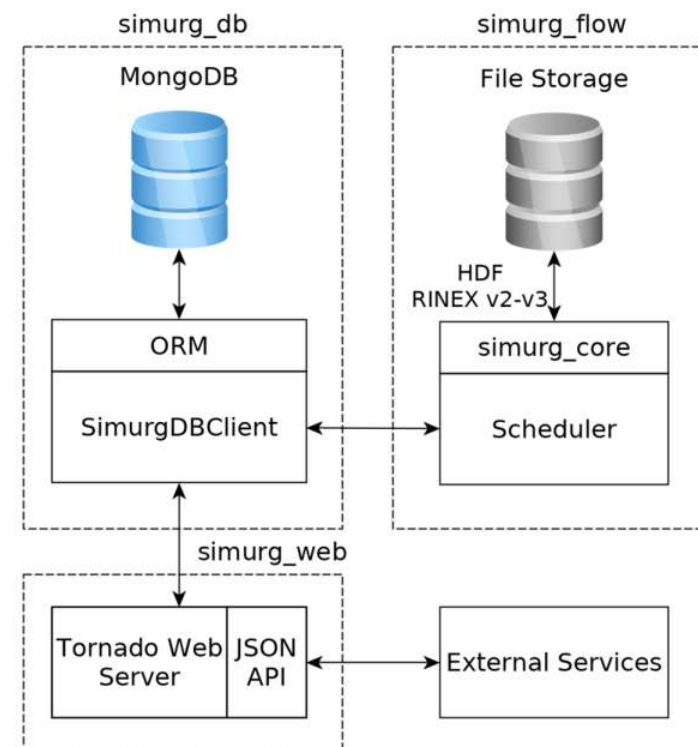 simurg_db
simurg_flow
MongoDB
File Storage
HDF
RINEX v2-v3
ORM
simurg_core
SimurgDBClient
Scheduler
simurg_web
Tornado Web
Server
JSON
API
External Services